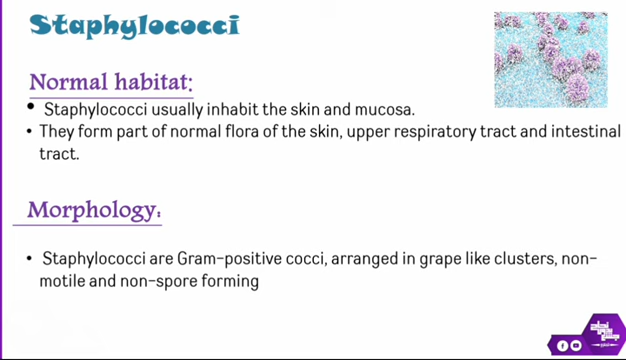 Staphylococci
Normal habitat:
• Staphylococci usually inhabit the skin and mucosa.
• They form part of normal flora of the skin, upper respiratory tract and intestinal
tract.
Morphology:
• Staphylococci are Gram-positive cocci, arranged in grape like clusters, non-
motile and non-spore forming